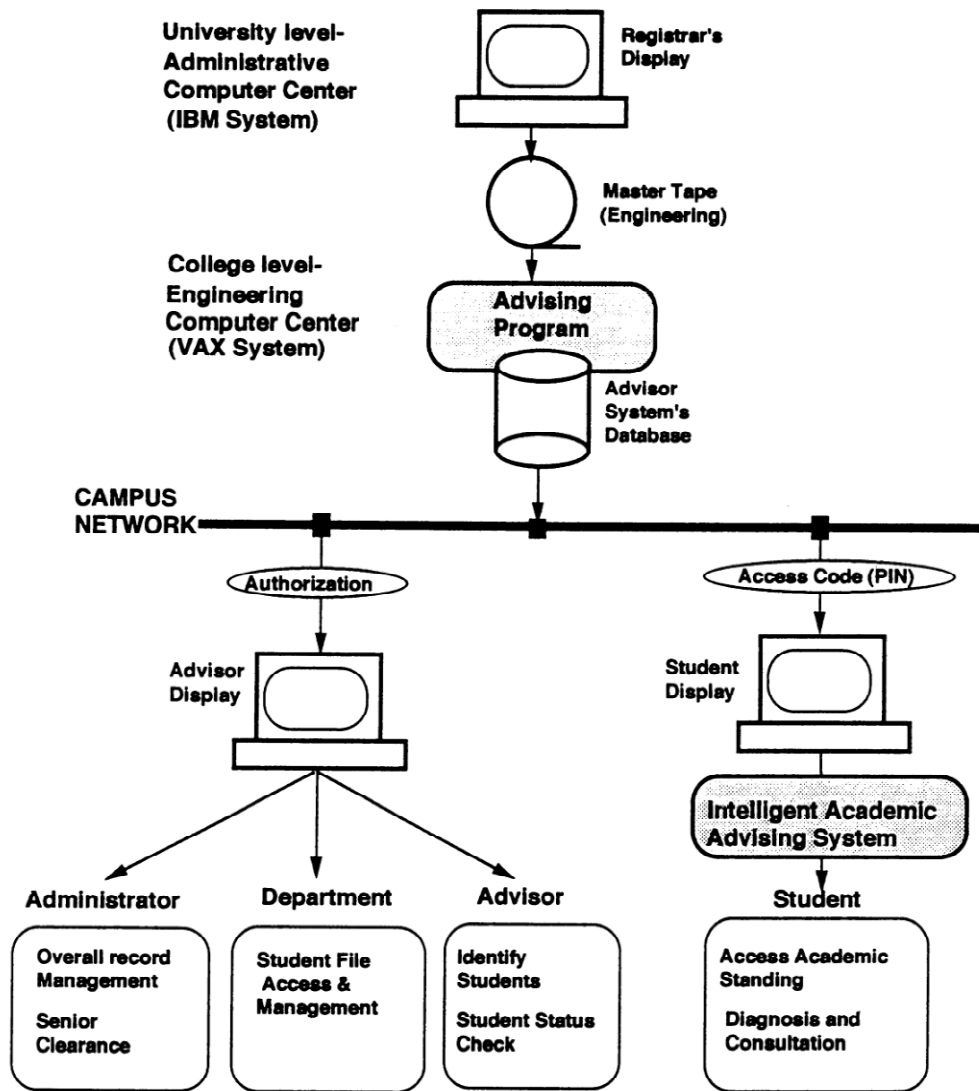 University level-
Administrative
Computer Center
(IBM System)
Registrar's
Display
Master Tape
(Engineering)
College level-
Engineering
Computer Center
(VAX System)
Advising
Program
Advisor
System's
Database
CAMPUS
NETWORK
Authorization
Access Code (PIN)
Advisor
Display
Student
Display
Intelligent Academic
Advising System
Administrator
Department
Advisor
Student
Overall record
Management
Senior
Clearance
Student File
Access &
Management
Identify
Students
Student Status
Check
Access Academic
Standing
Diagnosis and
Consultation